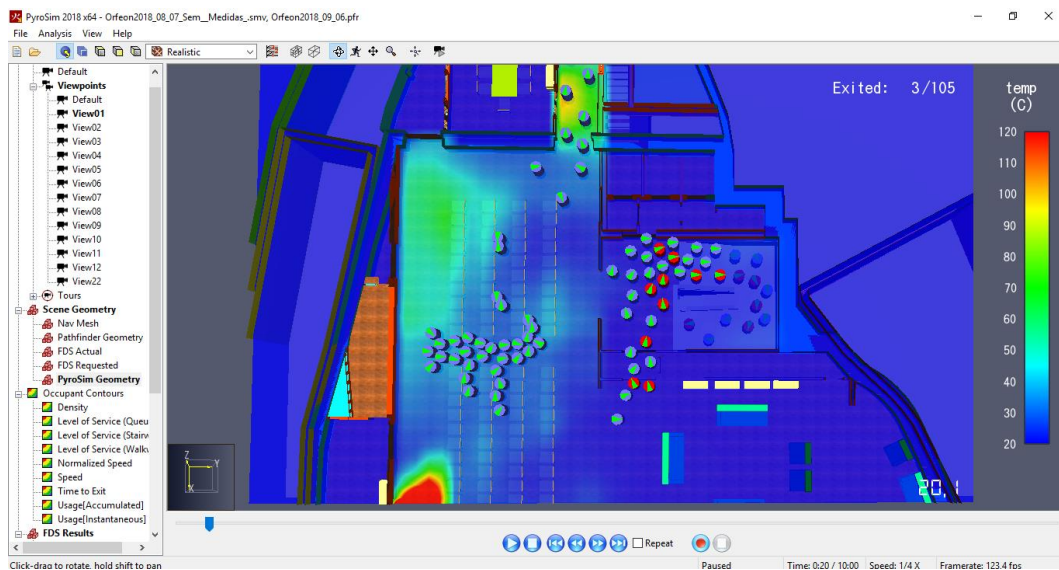 PyroSim 2018 x64 - Orfeon2018_08_07_Sem__Medidas_.smv, Orfeon2018_09_06.pfr
File Analysis View Help
Realistic
Default
Viewpoints
Default
View01
View02
View03
View04
View05
View06
View07
View08
View09
View10
View11
View12
View22
Tours
Scene Geometry
Nav Mesh
Pathfinder Geometry
FDS Actual
FDS Requested
PyroSim Geometry
Occupant Contours
Density
Level of Service (Queu
Level of Service (Stairw
Level of Service (Walkw
Normalized Speed
Speed
Time to Exit
Usage[Accumulated]
Usage[Instantaneous]
FDS Results
Exited: 3/105
temp
(C)
120
110
100
90
80
70
60
50
40
30
20
Z
Y
X
20,1
Repeat
Click-drag to rotate, hold shift to pan
Paused
Time: 0:20 / 10:00
Speed: 1/4 X
Framerate: 123.4 fps